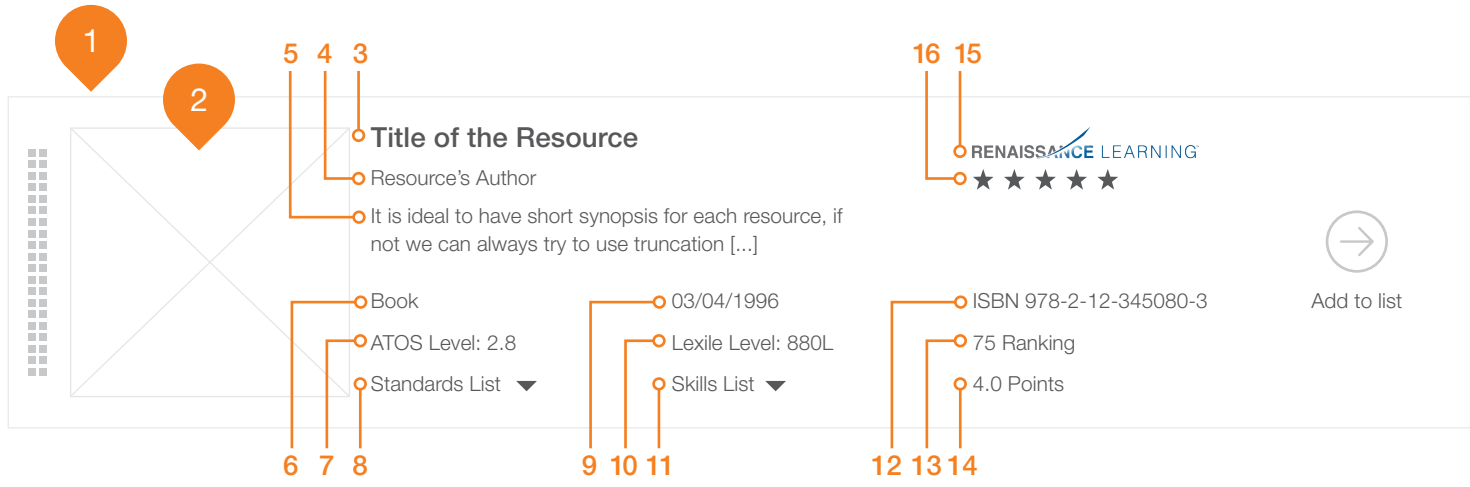 1
2
5 4 3
16 15
Title of the Resource
RENAISSANCE LEARNING
Resource's Author
It is ideal to have short synopsis for each resource, if
not we can always try to use truncation [...]
Book
03/04/1996
ISBN 978-2-12-345080-3
Add to list
ATOS Level: 2.8
Lexile Level: 880L
75 Ranking
Standards List
Skills List
4.0 Points
6 7 8
9 10 11
12 13 14